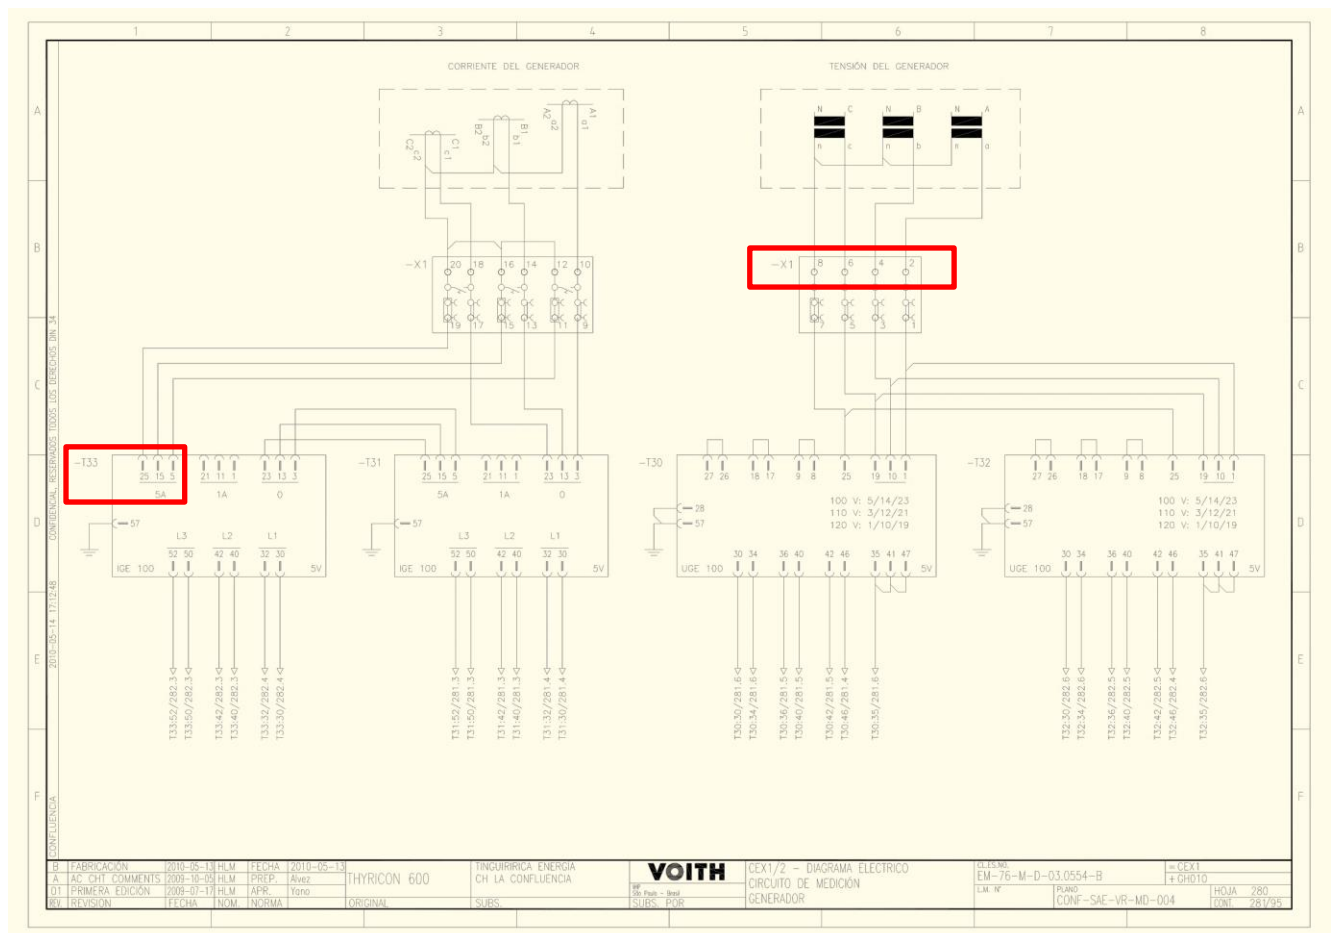 1 2 3 4 5 6 7 8
CORRIENTE DEL GENERADOR
TENSIÓN DEL GENERADOR
A A
A1 A2 a1 a2
B1 B2 b1 b2
C1 C2 c1 c2
N C N B N A
n c n b n a
B B
-X1 20 18 16 14 12 10
19 17 15 13 11 9
-X1 8 6 4 2
7 5 3 1
C C
-T33
25 15 5 21 11 1 23 13 3
5A 1A 0
57
L3 L2 L1
52 50 42 40 32 30
IGE 100 5V
-T31
25 15 5 21 11 1 23 13 3
5A 1A 0
57
L3 L2 L1
52 50 42 40 32 30
IGE 100 5V
-T30
27 26 18 17 9 8 25 19 10 1
100 V: 5/14/23
110 V: 3/12/21
120 V: 1/10/19
28
57
30 34 36 40 42 46 35 41 47
UGE 100 5V
-T32
27 26 18 17 9 8 25 19 10 1
100 V: 5/14/23
110 V: 3/12/21
120 V: 1/10/19
28
57
30 34 36 40 42 46 35 41 47
UGE 100 5V
D D
E E
T33:52/282.3
T33:50/282.3
T33:42/282.3
T33:40/282.3
T33:32/282.4
T33:30/282.4
T31:52/281.3
T31:50/281.3
T31:42/281.3
T31:40/281.3
T31:32/281.4
T31:30/281.4
T30:30/281.6
T30:34/281.6
T30:36/281.5
T30:40/281.5
T30:42/281.5
T30:46/281.4
T30:35/281.6
T32:30/282.6
T32:34/282.6
T32:36/282.5
T32:40/282.5
T32:42/282.5
T32:46/282.4
T32:35/282.6
F F
CONFLUENCIA
2010-05-14 17:12:48
CONFIDENCIAL, RESERVADOS TODOS LOS DERECHOS DIN 34
B FABRICACIÓN 2010-05-13 HLM FECHA 2010-05-13
A AC CHT COMMENTS 2009-10-05 HLM PREP. Alvez
01 PRIMERA EDICIÓN 2009-07-17 HLM APR. Yano
REV. REVISIÓN FECHA NOM. NORMA
THYRICON 600
ORIGINAL
TINGUIRIRICA ENERGÍA
CH LA CONFLUENCIA
SUBS.
VOITH
São Paulo - Brasil
SUBS. POR
CEX1/2 - DIAGRAMA ELÉCTRICO
CIRCUITO DE MEDICIÓN
GENERADOR
CLES.NO.
EM-76-M-D-03.0554-B
L.M. N°
PLANO
CONF-SAE-VR-MD-004
=CEX1
+GH010
HOJA 280
CONT. 281/95